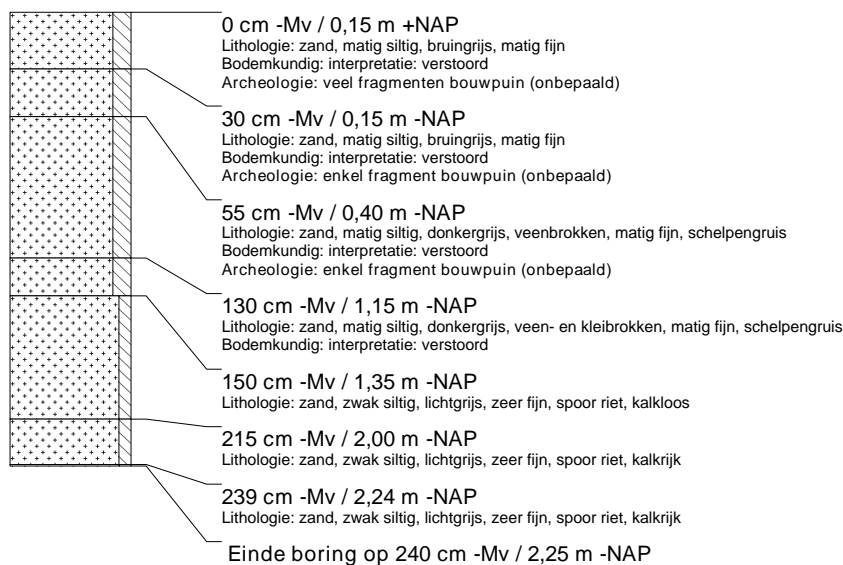 0 cm -Mv / 0,15 m +NAP
Lithologie: zand, matig siltig, bruingrijs, matig fijn
Bodemkundig: interpretatie: verstoord
Archeologie: veel fragmenten bouwpuin (onbepaald)
30 cm -Mv / 0,15 m -NAP
Lithologie: zand, matig siltig, bruingrijs, matig fijn
Bodemkundig: interpretatie: verstoord
Archeologie: enkel fragment bouwpuin (onbepaald)
55 cm -Mv / 0,40 m -NAP
Lithologie: zand, matig siltig, donkergrijs, veenbrokken, matig fijn, schelpengruis
Bodemkundig: interpretatie: verstoord
Archeologie: enkel fragment bouwpuin (onbepaald)
130 cm -Mv / 1,15 m -NAP
Lithologie: zand, matig siltig, donkergrijs, veen- en kleibrokken, matig fijn, schelpengruis
Bodemkundig: interpretatie: verstoord
150 cm -Mv / 1,35 m -NAP
Lithologie: zand, zwak siltig, lichtgrijs, zeer fijn, spoor riet, kalkloos
215 cm -Mv / 2,00 m -NAP
Lithologie: zand, zwak siltig, lichtgrijs, zeer fijn, spoor riet, kalkrijk
239 cm -Mv / 2,24 m -NAP
Lithologie: zand, zwak siltig, lichtgrijs, zeer fijn, spoor riet, kalkrijk
Einde boring op 240 cm -Mv / 2,25 m -NAP